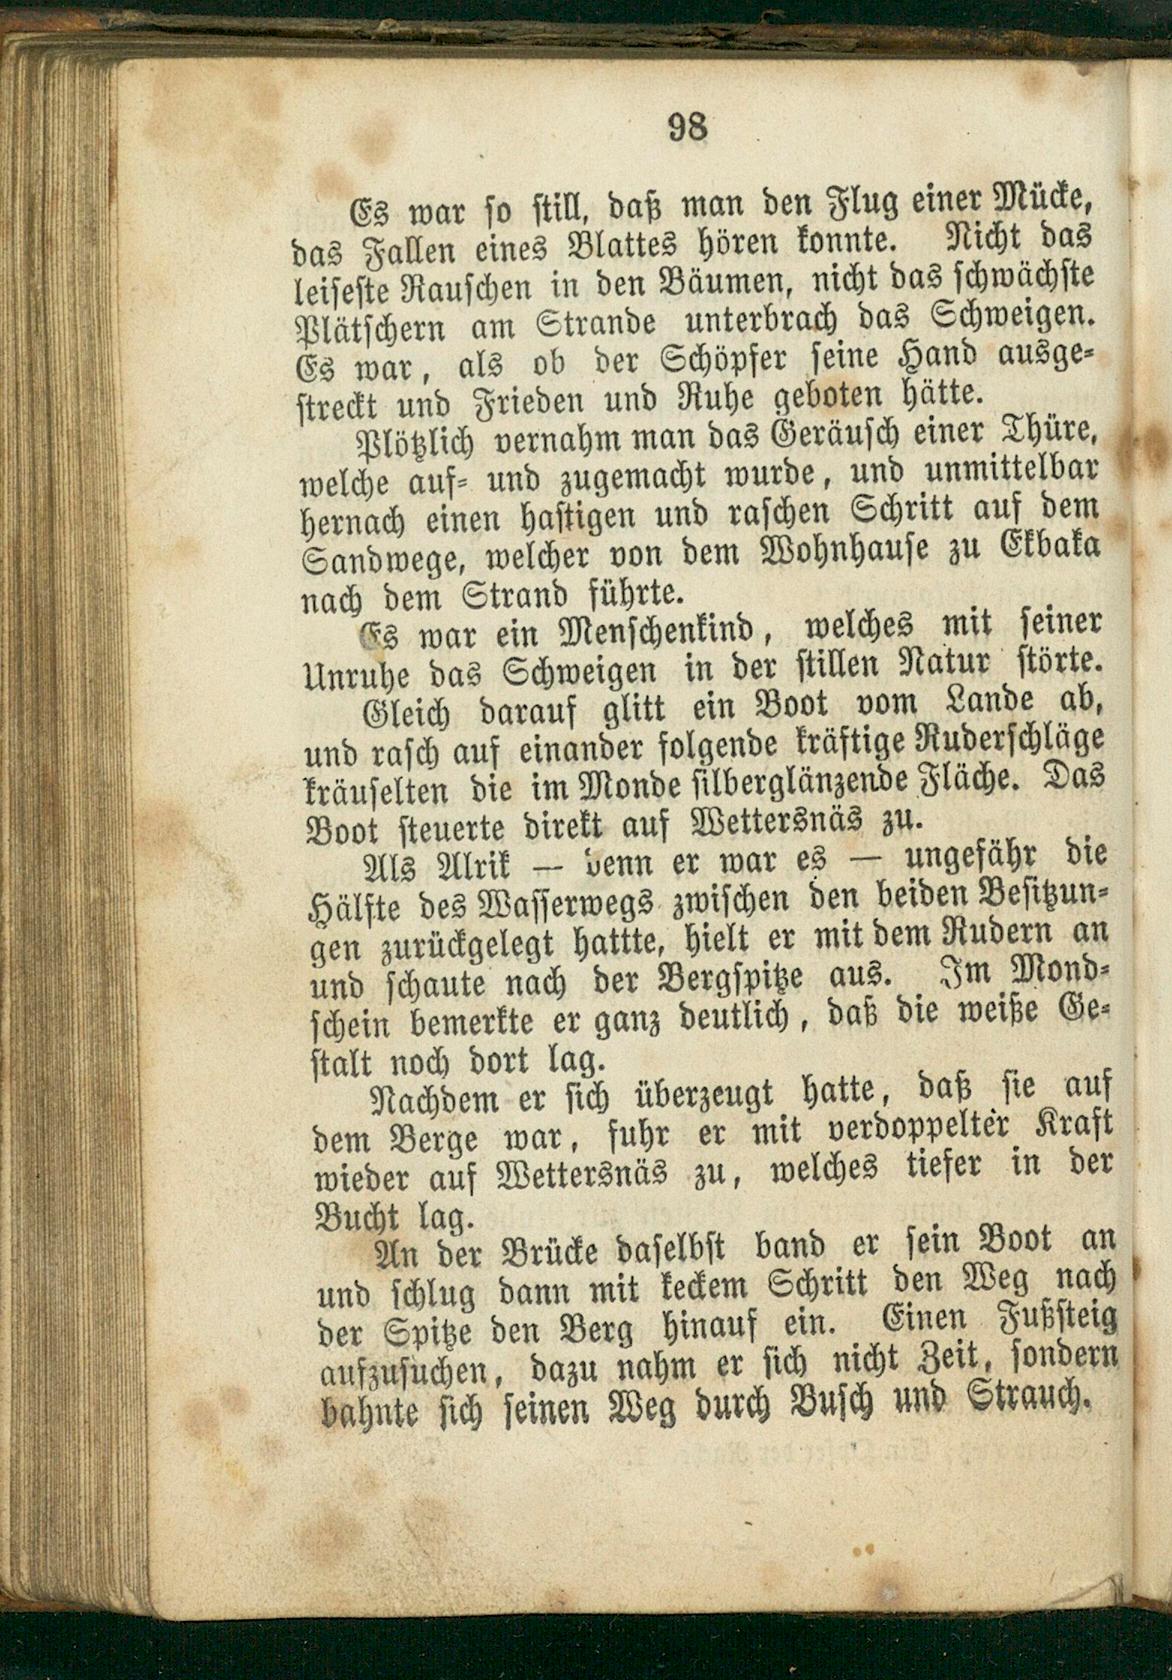 98
Es war so still, daß man den Flug einer Mücke,
das Fallen eines Blattes hören konnte. Nicht das
leiseste Rauschen in den Bäumen, nicht das schwächste
Plätschern am Strande unterbrach das Schweigen.
Es war, als ob der Schöpfer seine Hand ausge-
streckt und Frieden und Ruhe geboten hätte.
Plötzlich vernahm man das Geräusch einer Thüre,
welche auf- und zugemacht wurde, und unmittelbar
hernach einen hastigen und raschen Schritt auf dem
Sandwege, welcher von dem Wohnhause zu Ekbaka
nach dem Strand führte.
Es war ein Menschenkind, welches mit seiner
Unruhe das Schweigen in der stillen Natur störte.
Gleich darauf glitt ein Boot vom Lande ab,
und rasch auf einander folgende kräftige Ruderschläge
kräuselten die im Monde silberglänzende Fläche. Das
Boot steuerte direkt auf Wettersnäs zu.
Als Alrik — denn er war es — ungefähr die
Hälfte des Wasserwegs zwischen den beiden Besitzun-
gen zurückgelegt hattte, hielt er mit dem Rudern an
und schaute nach der Bergspitze aus. Im Mond-
schein bemerkte er ganz deutlich, daß die weiße Ge-
stalt noch dort lag.
Nachdem er sich überzeugt hatte, daß sie auf
dem Berge war, fuhr er mit verdoppelter Kraft
wieder auf Wettersnäs zu, welches tiefer in der
Bucht lag.
An der Brücke daselbst band er sein Boot an
und schlug dann mit keckem Schritt den Weg nach
der Spitze den Berg hinauf ein. Einen Fußsteig
aufzusuchen, dazu nahm er sich nicht Zeit, sondern
bahnte sich seinen Weg durch Busch und Strauch.